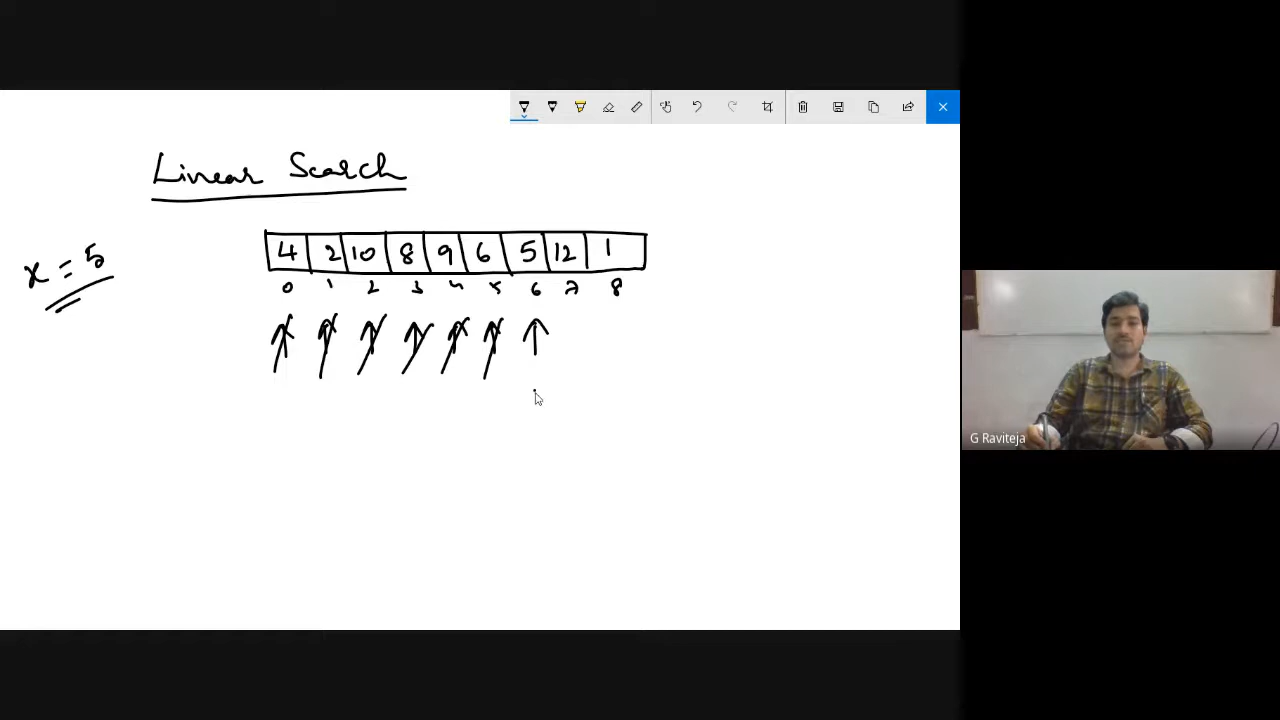 Linear Search
x = 5
4 2 10 8 9 6 5 12 1
0 1 2 3 4 5 6 7 8
G Raviteja